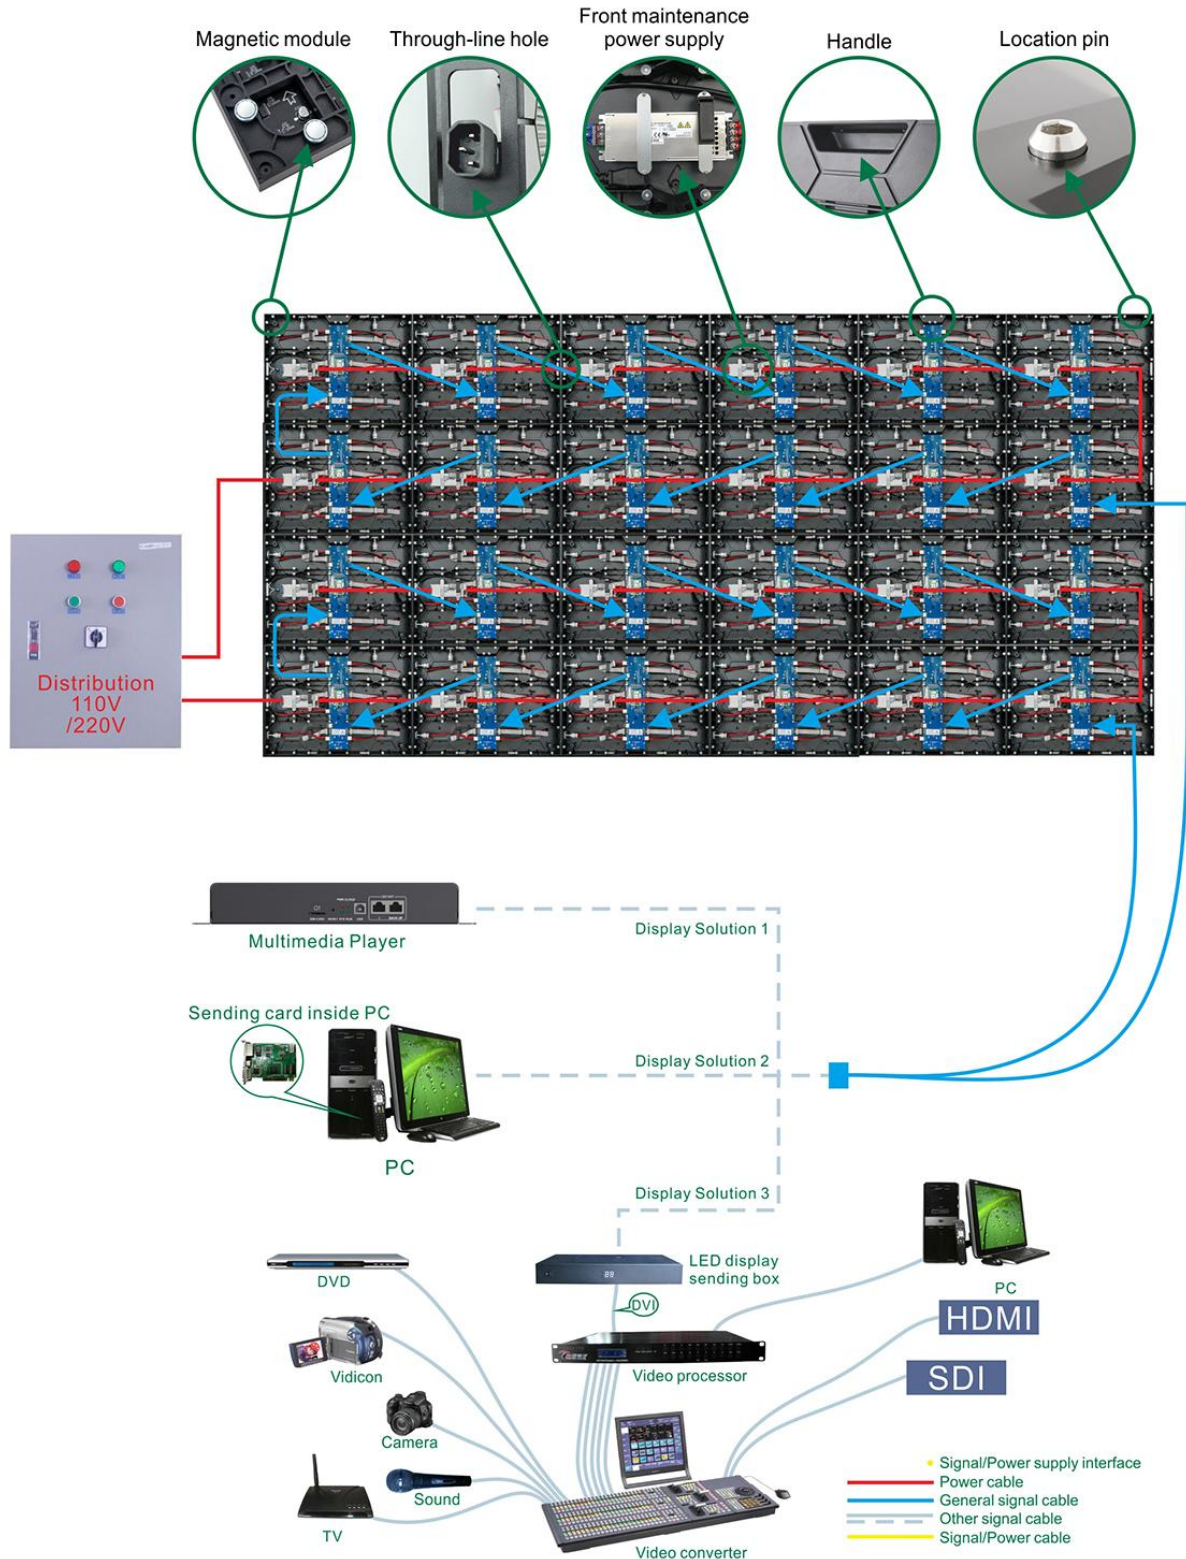 Magnetic module
Through-line hole
Front maintenance
power supply
Handle
Location pin
Distribution
110V
/220V
Multimedia Player
Display Solution 1
Sending card inside PC
Display Solution 2
PC
Display Solution 3
DVD
LED display
sending box
PC
DVI
HDMI
Vidicon
Video processor
SDI
Camera
Sound
TV
Video converter
Signal/Power supply interface
Power cable
General signal cable
Other signal cable
Signal/Power cable